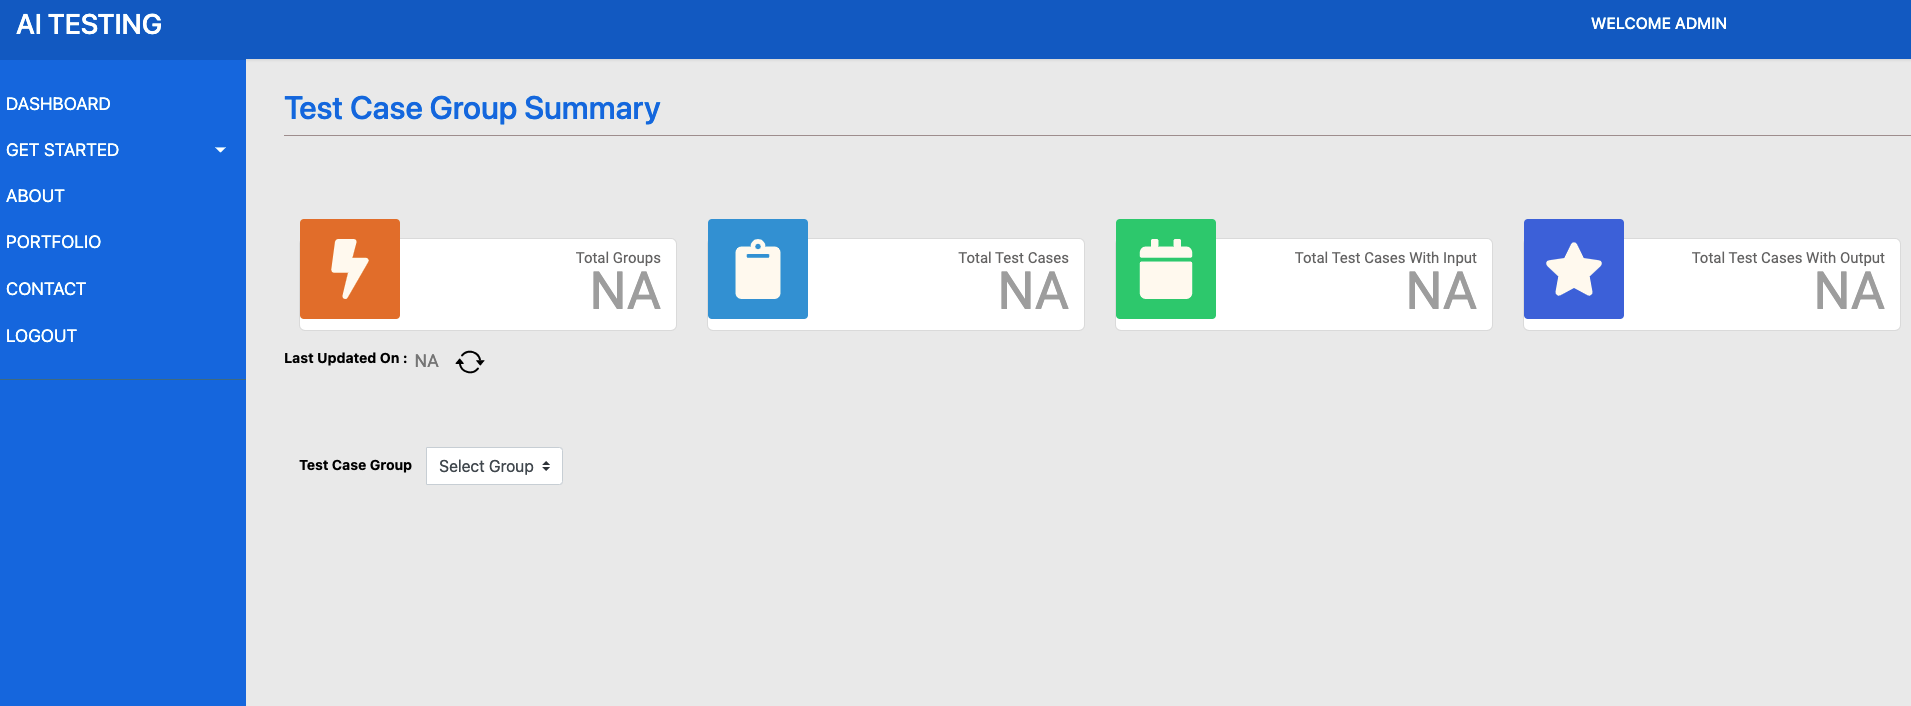 AI TESTING
WELCOME ADMIN
DASHBOARD
GET STARTED
ABOUT
PORTFOLIO
CONTACT
LOGOUT
Test Case Group Summary
Total Groups
NA
Total Test Cases
NA
Total Test Cases With Input
NA
Total Test Cases With Output
NA
Last Updated On : NA
Test Case Group Select Group